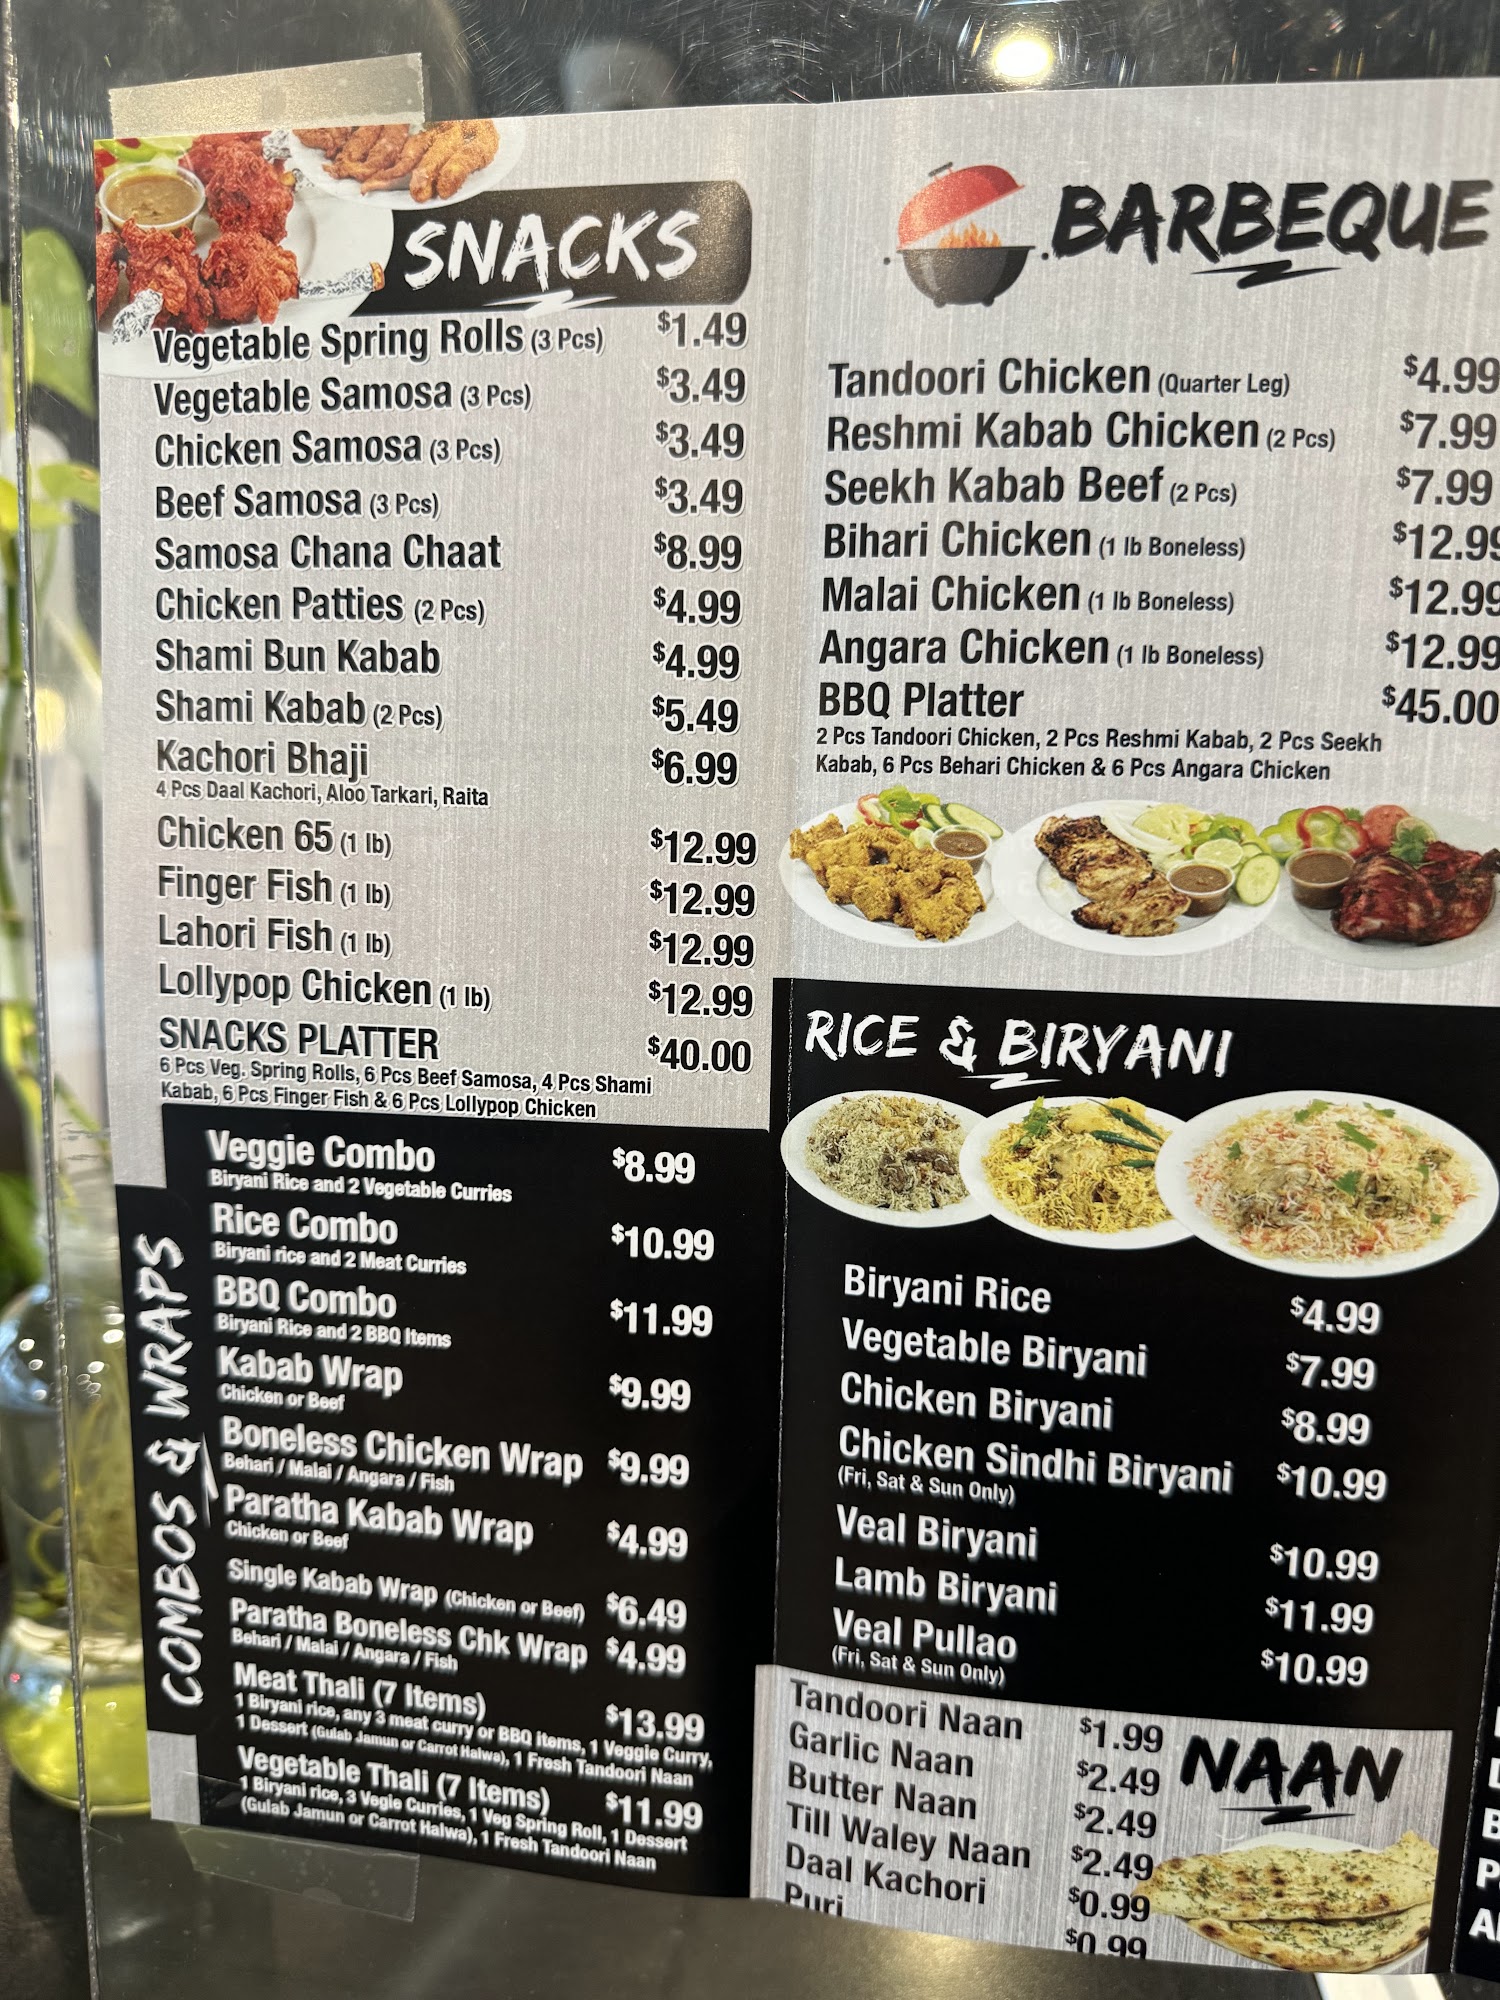 SNACKS
Vegetable Spring Rolls (3 Pcs) $1.49
Vegetable Samosa (3 Pcs) $3.49
Chicken Samosa (3 Pcs) $3.49
Beef Samosa (3 Pcs) $3.49
Samosa Chana Chaat $8.99
Chicken Patties (2 Pcs) $4.99
Shami Bun Kabab $4.99
Shami Kabab (2 Pcs) $5.49
Kachori Bhaji $6.99
4 Pcs Daal Kachori, Aloo Tarkari, Raita
Chicken 65 (1 lb) $12.99
Finger Fish (1 lb) $12.99
Lahori Fish (1 lb) $12.99
Lollypop Chicken (1 lb) $12.99
SNACKS PLATTER $40.00
6 Pcs Veg. Spring Rolls, 6 Pcs Beef Samosa, 4 Pcs Shami
Kabab, 6 Pcs Finger Fish & 6 Pcs Lollypop Chicken
COMBOS & WRAPS
Veggie Combo $8.99
Biryani Rice and 2 Vegetable Curries
Rice Combo $10.99
Biryani rice and 2 Meat Curries
BBQ Combo $11.99
Biryani Rice and 2 BBQ Items
Kabab Wrap $9.99
Chicken or Beef
Boneless Chicken Wrap $9.99
Behari / Malai / Angara / Fish
Paratha Kabab Wrap $4.99
Chicken or Beef
Single Kabab Wrap (Chicken or Beef) $6.49
Paratha Boneless Chk Wrap $4.99
Behari / Malai / Angara / Fish
Meat Thali (7 Items) $13.99
1 Biryani rice, any 3 meat curry or BBQ items, 1 Veggie Curry,
1 Dessert (Gulab Jamun or Carrot Halwa), 1 Fresh Tandoori Naan
Vegetable Thali (7 Items) $11.99
1 Biryani rice, 3 Vegie Curries, 1 Veg Spring Roll, 1 Dessert
(Gulab Jamun or Carrot Halwa), 1 Fresh Tandoori Naan
BARBEQUE
Tandoori Chicken (Quarter Leg) $4.99
Reshmi Kabab Chicken (2 Pcs) $7.99
Seekh Kabab Beef (2 Pcs) $7.99
Bihari Chicken (1 lb Boneless) $12.99
Malai Chicken (1 lb Boneless) $12.99
Angara Chicken (1 lb Boneless) $12.99
BBQ Platter $45.00
2 Pcs Tandoori Chicken, 2 Pcs Reshmi Kabab, 2 Pcs Seekh
Kabab, 6 Pcs Behari Chicken & 6 Pcs Angara Chicken
RICE & BIRYANI
Biryani Rice $4.99
Vegetable Biryani $7.99
Chicken Biryani $8.99
Chicken Sindhi Biryani $10.99
(Fri, Sat & Sun Only)
Veal Biryani $10.99
Lamb Biryani $11.99
Veal Pullao $10.99
(Fri, Sat & Sun Only)
NAAN
Tandoori Naan $1.99
Garlic Naan $2.49
Butter Naan $2.49
Till Waley Naan $2.49
Daal Kachori $0.99
Puri $0.99